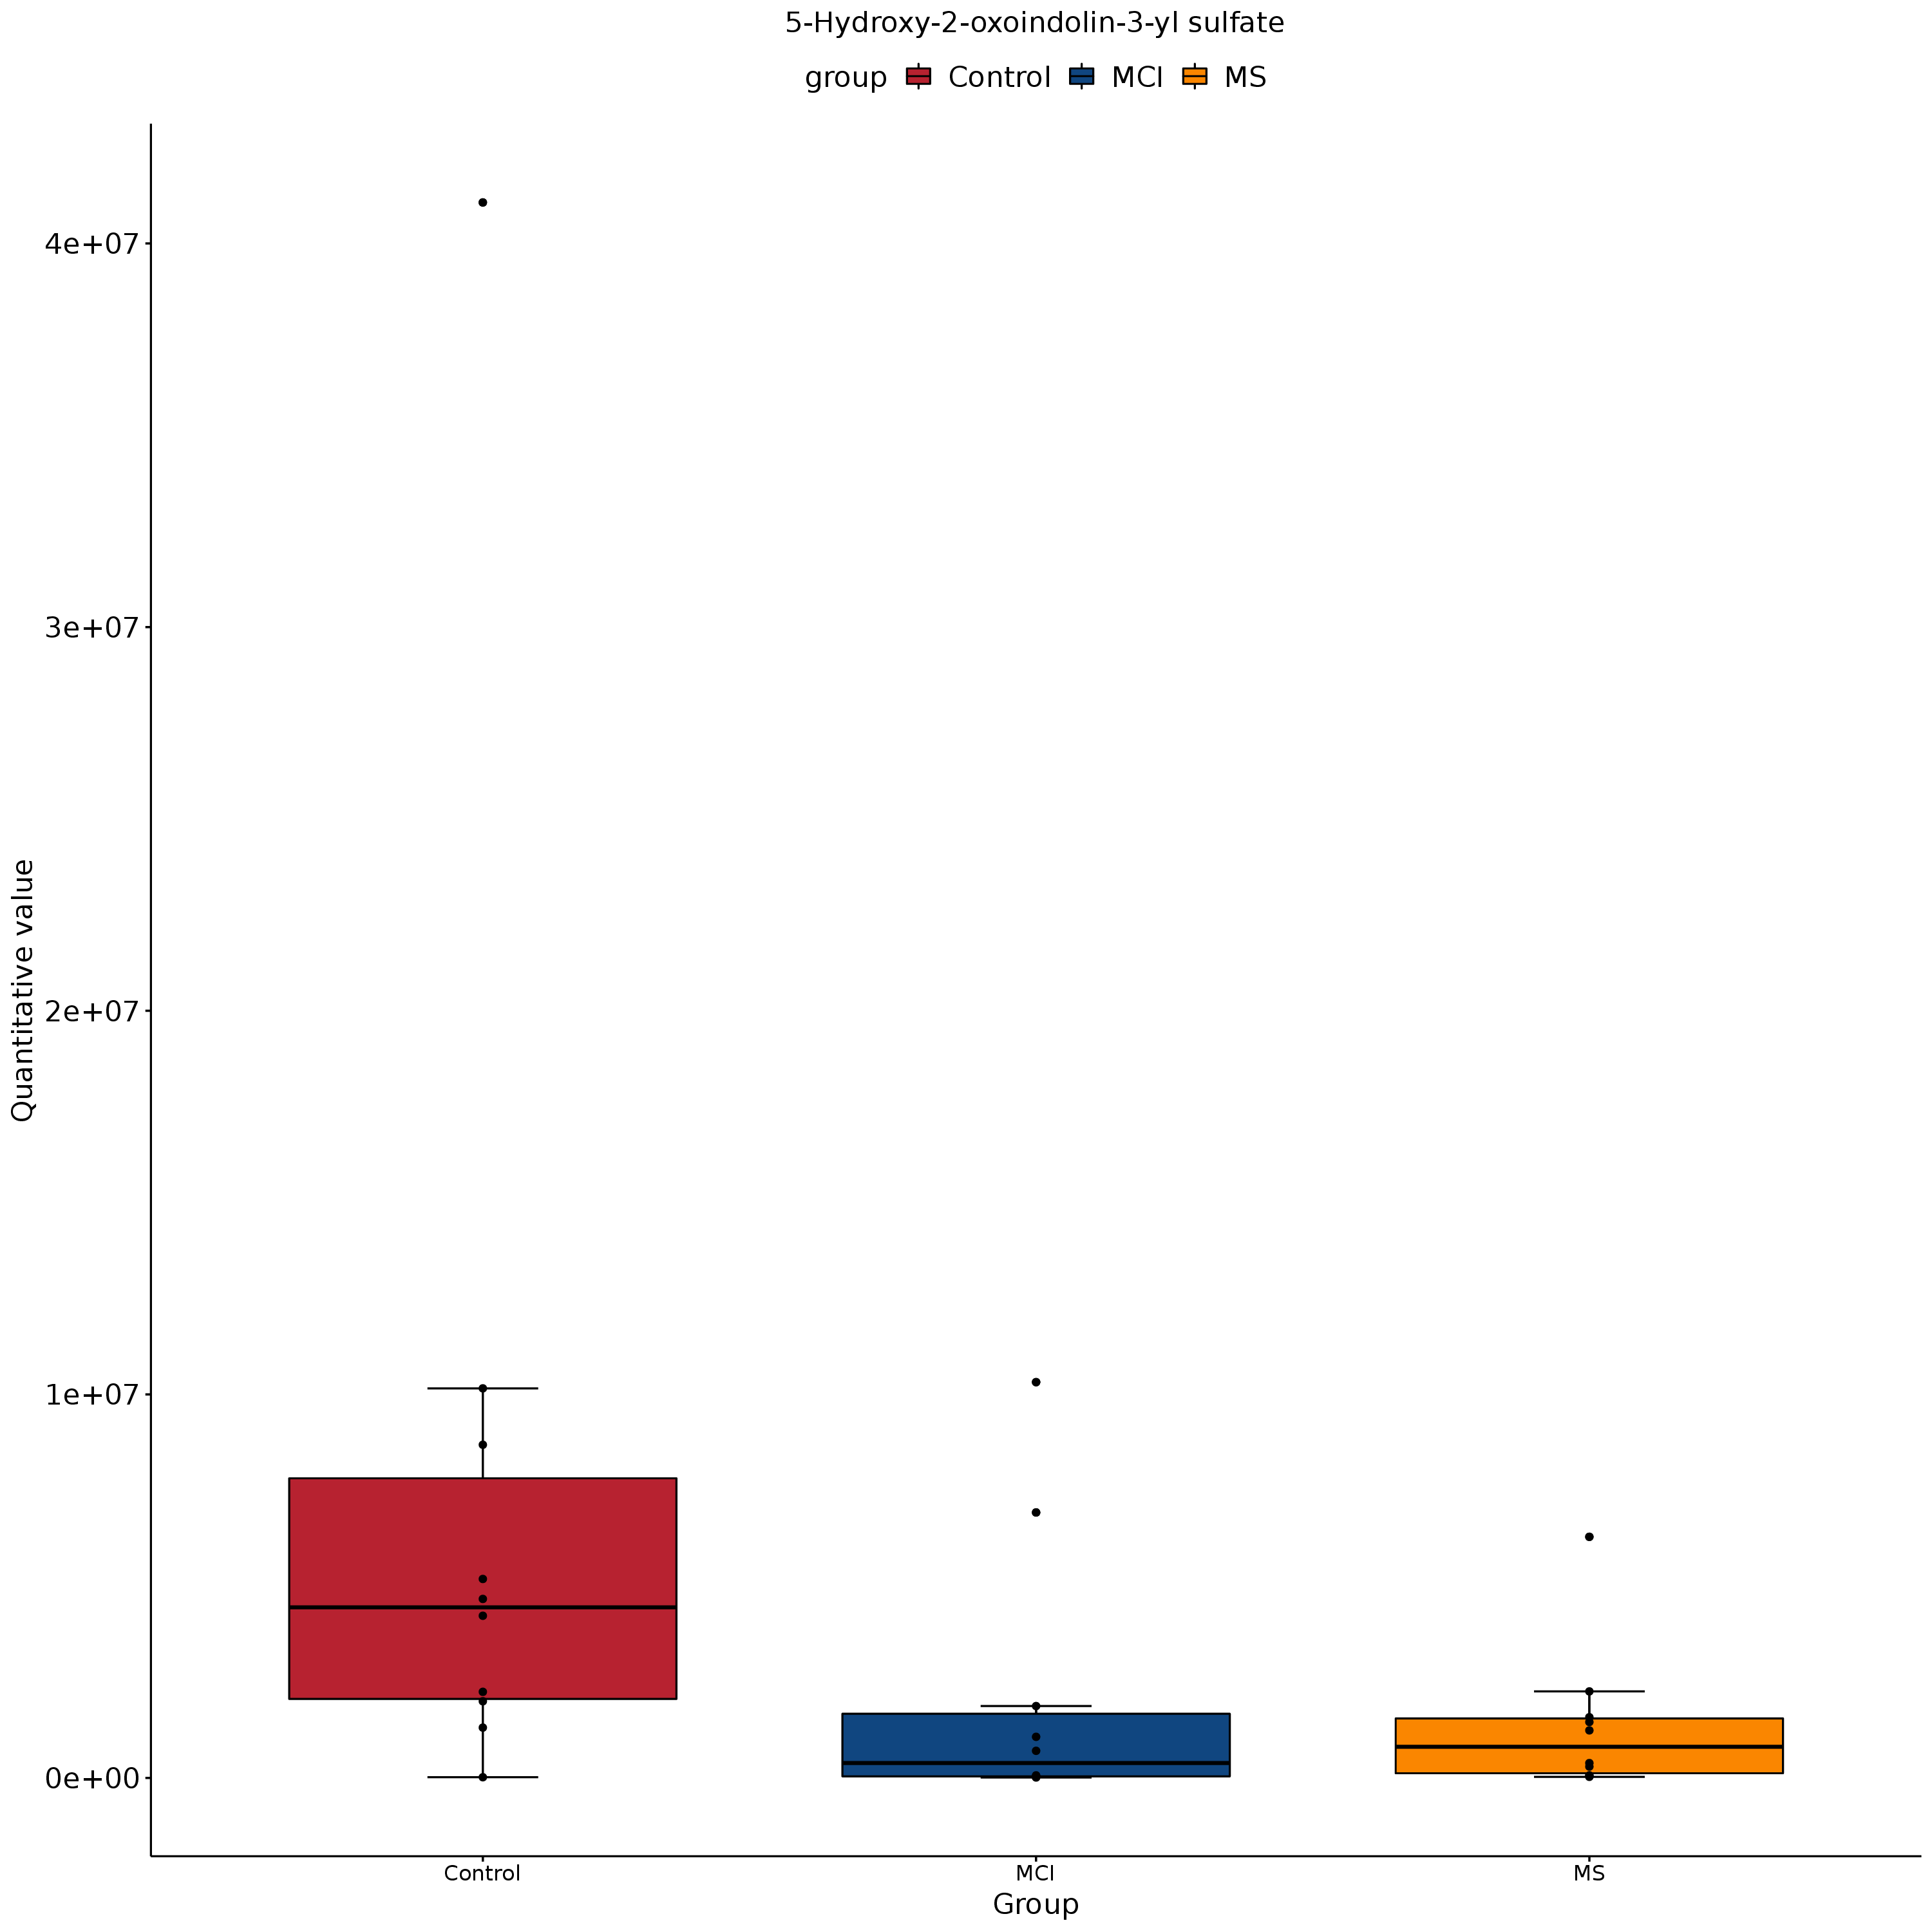 5-Hydroxy-2-oxoindolin-3-yl sulfate
group Control MCI MS
Quantitative value
4e+07
3e+07
2e+07
1e+07
0e+00
Control MCI MS
Group